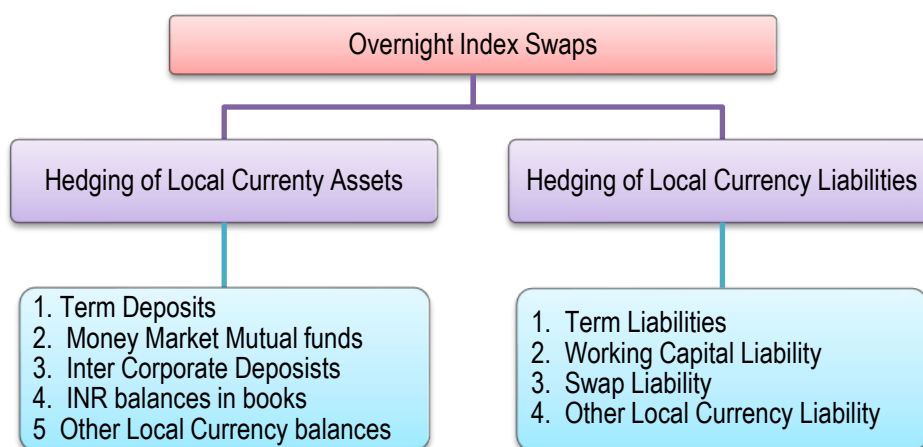 Overnight Index Swaps
Hedging of Local Currenty Assets
Hedging of Local Currency Liabilities
1. Term Deposits
2. Money Market Mutual funds
3. Inter Corporate Deposists
4. INR balances in books
5 Other Local Currency balances
1. Term Liabilities
2. Working Capital Liability
3. Swap Liability
4. Other Local Currency Liability